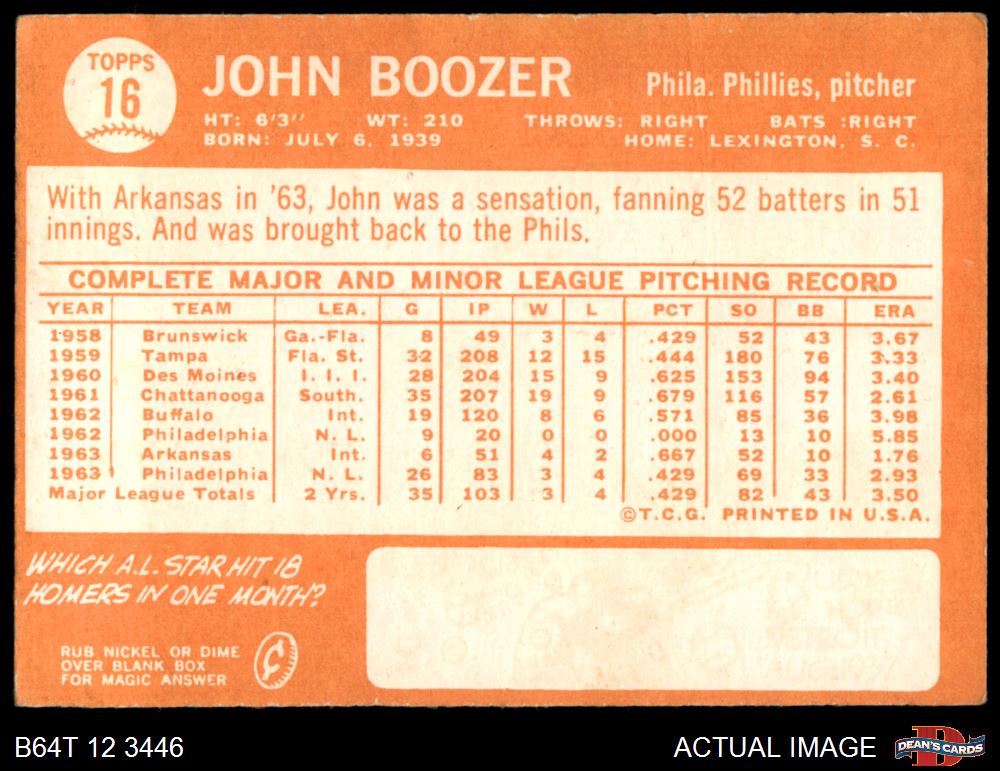 TOPPS
16
JOHN BOOZER
Phila. Phillies, pitcher
HT: 6'3'' WT: 210 THROWS: RIGHT BATS :RIGHT
BORN: JULY 6, 1939 HOME: LEXINGTON, S. C.
With Arkansas in '63, John was a sensation, fanning 52 batters in 51
innings. And was brought back to the Phils.
COMPLETE MAJOR AND MINOR LEAGUE PITCHING RECORD
YEAR TEAM LEA. G IP W L PCT SO BB ERA
1958 Brunswick Ga.-Fla. 8 49 3 4 .429 52 43 3.67
1959 Tampa Fla. St. 32 208 12 15 .444 180 76 3.33
1960 Des Moines I. I. I. 28 204 15 9 .625 153 94 3.40
1961 Chattanooga South. 35 207 19 9 .679 116 57 2.61
1962 Buffalo Int. 19 120 8 6 .571 85 36 3.98
1962 Philadelphia N. L. 9 20 0 0 .000 13 10 5.85
1963 Arkansas Int. 6 51 4 2 .667 52 10 1.76
1963 Philadelphia N. L. 26 83 3 4 .429 69 33 2.93
Major League Totals 2 Yrs. 35 103 3 4 .429 82 43 3.50
©T.C.G. PRINTED IN U.S.A.
WHICH A.L. STAR HIT 18
HOMERS IN ONE MONTH?
RUB NICKEL OR DIME
OVER BLANK BOX
FOR MAGIC ANSWER
B64T 12 3446
ACTUAL IMAGE
DEAN'S CARDS